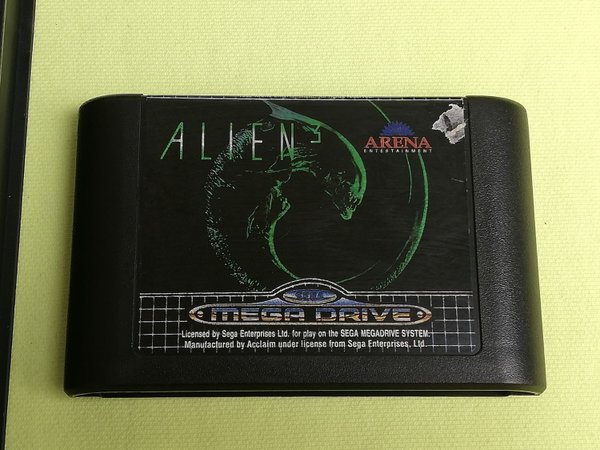 ALIEN³
ARENA
ENTERTAINMENT
SEGA
MEGA DRIVE
Licensed by Sega Enterprises Ltd. for play on the SEGA MEGADRIVE SYSTEM.
Manufactured by Acclaim under license from Sega Enterprises, Ltd.